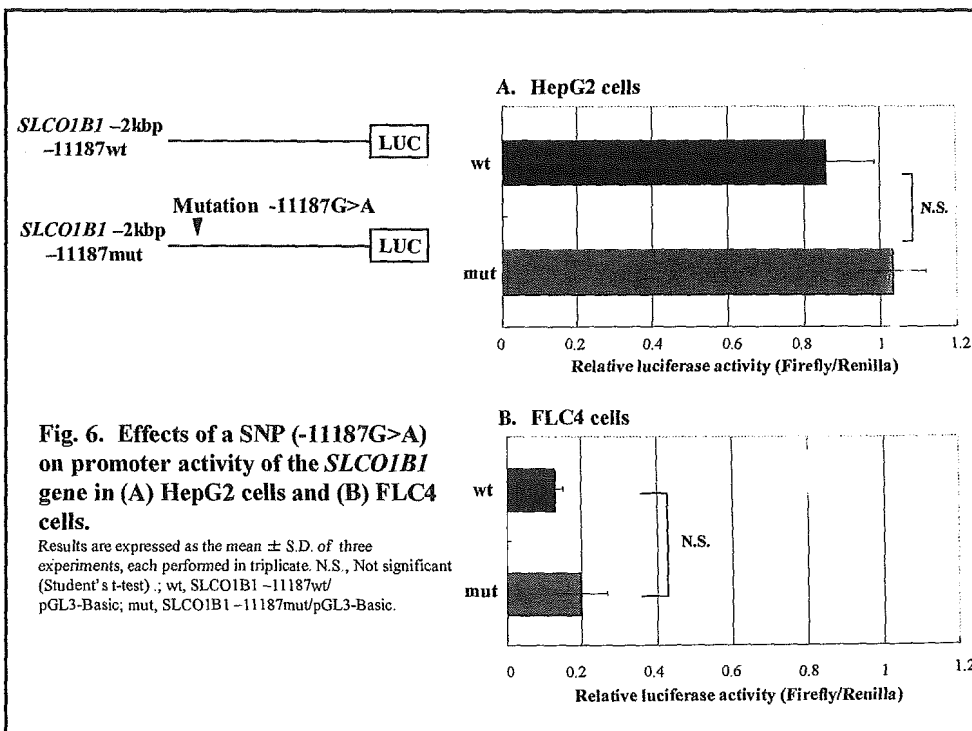 SLCO1B1 –2kbp
–11187wt
LUC
Mutation -11187G>A
SLCO1B1 –2kbp
–11187mut
LUC
A. HepG2 cells
wt
mut
N.S.
0 0.2 0.4 0.6 0.8 1 1.2
Relative luciferase activity (Firefly/Renilla)
B. FLC4 cells
wt
mut
N.S.
0 0.2 0.4 0.6 0.8 1 1.2
Relative luciferase activity (Firefly/Renilla)
Fig. 6. Effects of a SNP (-11187G>A)
on promoter activity of the SLCO1B1
gene in (A) HepG2 cells and (B) FLC4
cells.
Results are expressed as the mean ± S.D. of three
experiments, each performed in triplicate. N.S., Not significant
(Student's t-test) .; wt, SLCO1B1 –11187wt/
pGL3-Basic; mut, SLCO1B1 –11187mut/pGL3-Basic.